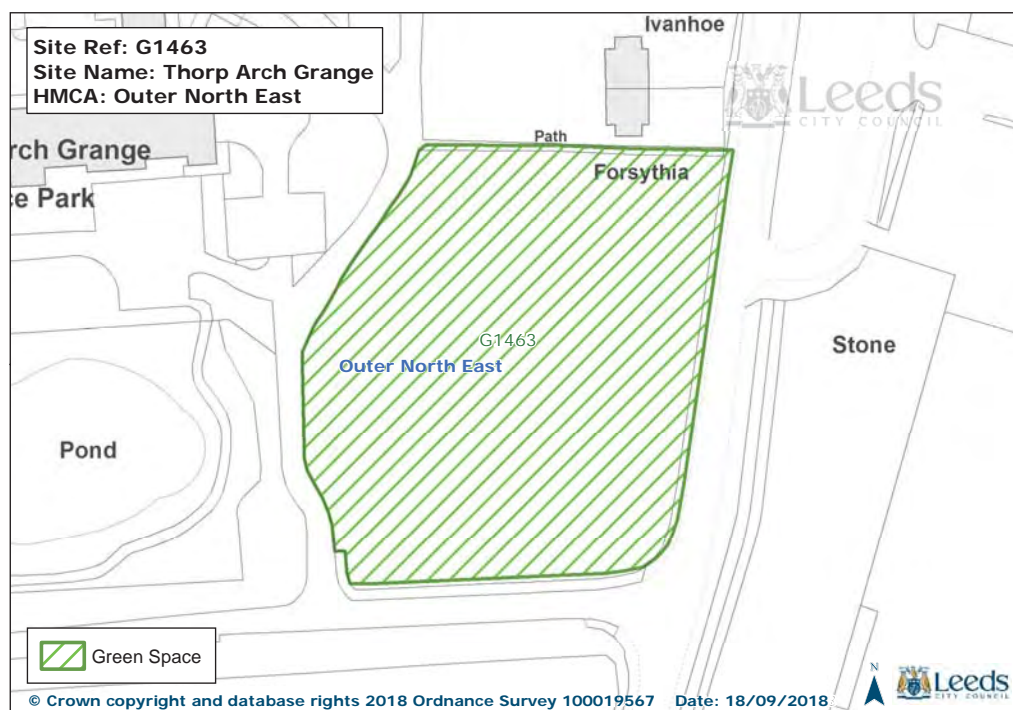 Site Ref: G1463
Site Name: Thorp Arch Grange
HMCA: Outer North East
Ivanhoe
Leeds
CITY COUNCIL
Path
rch Grange
Forsythia
ce Park
G1463
Stone
Outer North East
Pond
Green Space
N
Leeds
CITY COUNCIL
© Crown copyright and database rights 2018 Ordnance Survey 100019567 Date: 18/09/2018